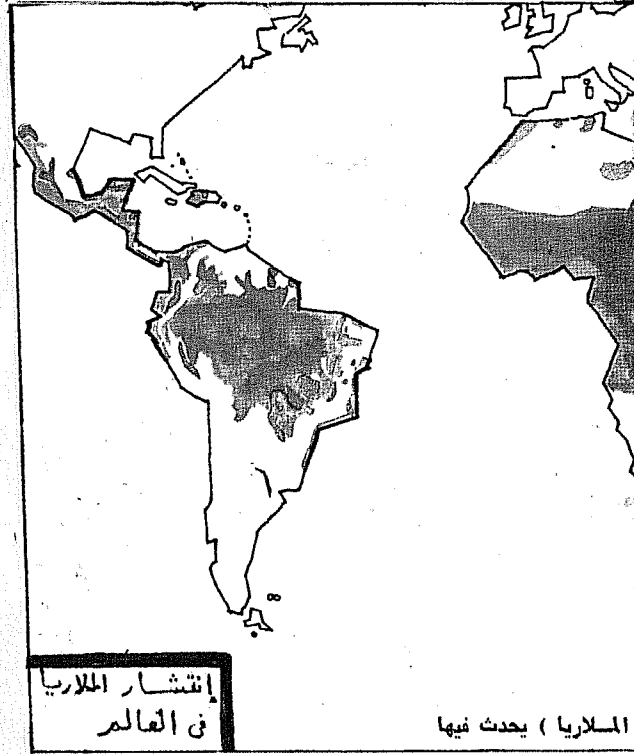 إنتشار الملاريا
فى العالم
الملاريا ) يحدث فيها